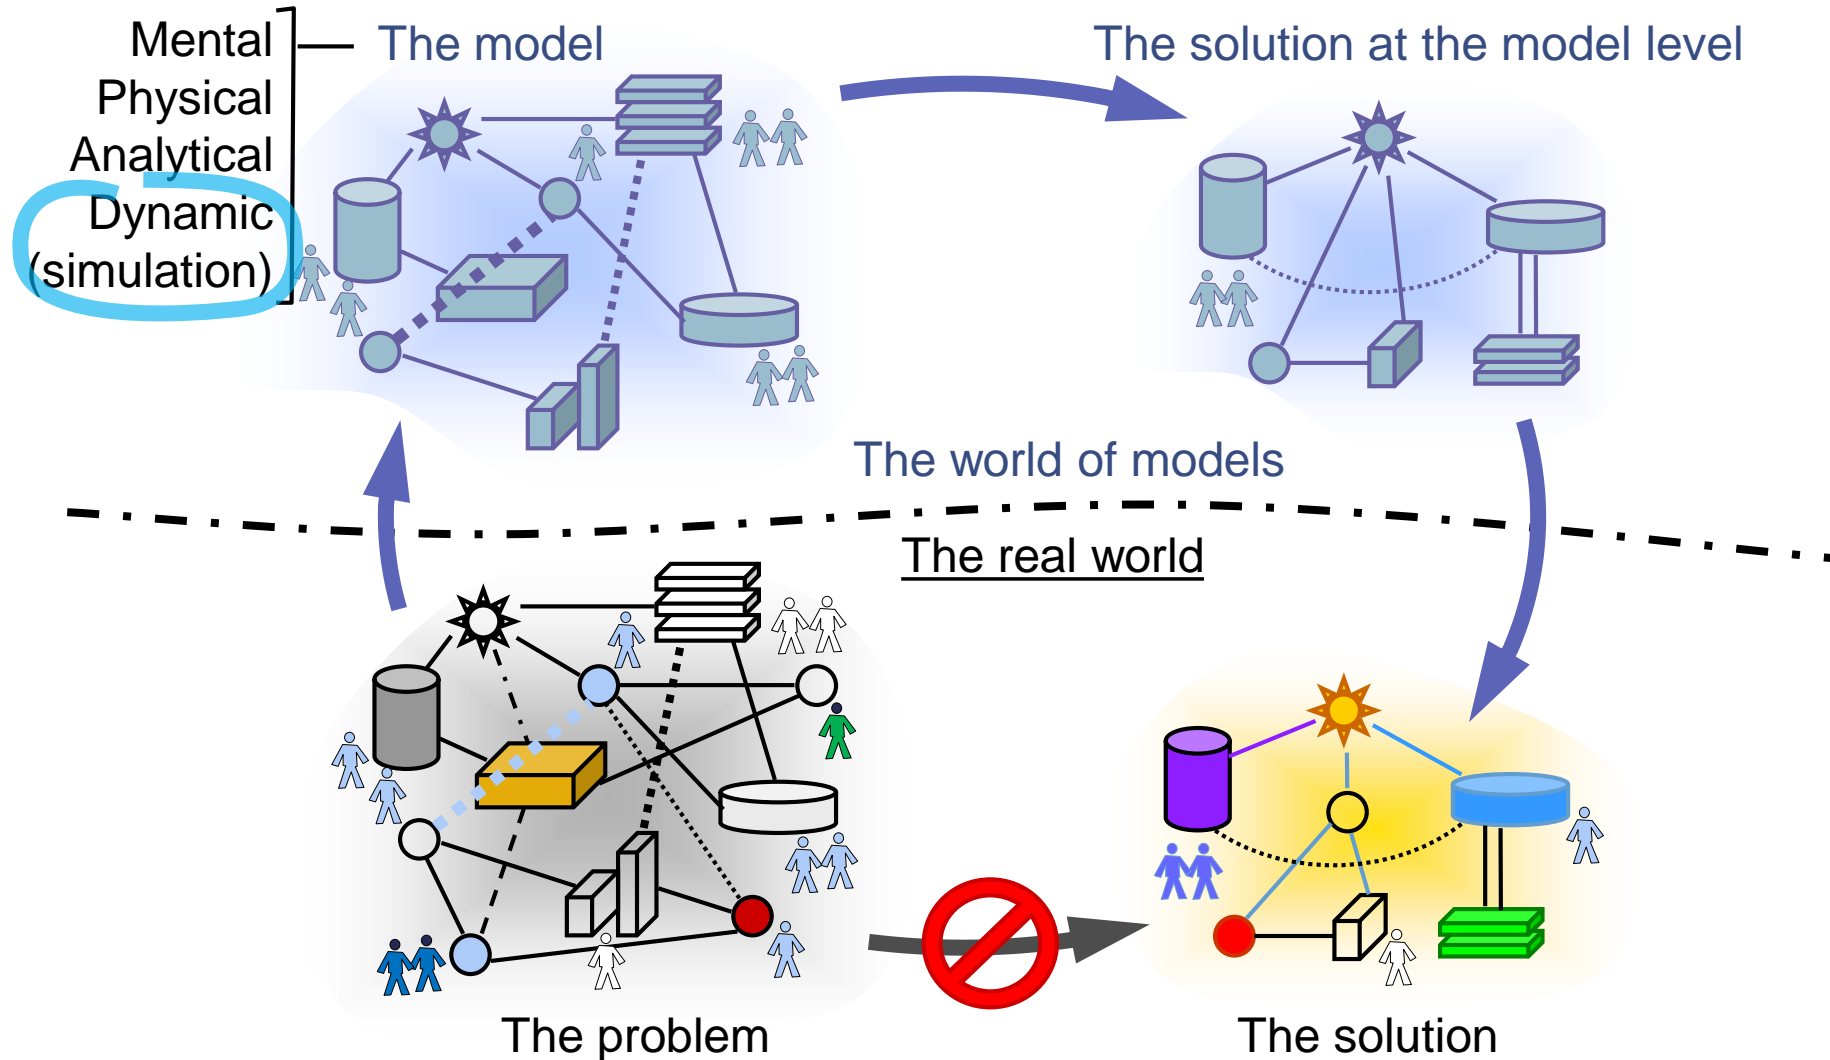 Mental
Physical
Analytical
Dynamic
(simulation)
The model
The solution at the model level
The world of models
The real world
The problem
The solution